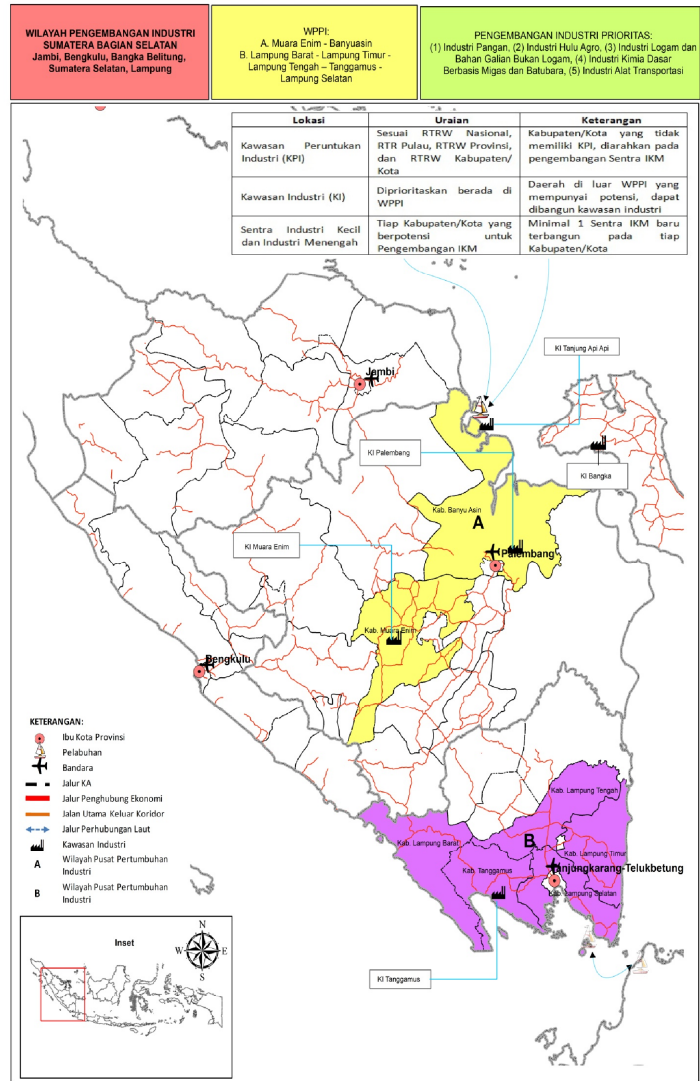 WILAYAH PENGEMBANGAN INDUSTRI
SUMATERA BAGIAN SELATAN
Jambi, Bengkulu, Bangka Belitung,
Sumatera Selatan, Lampung
WPPI:
A. Muara Enim - Banyuasin
B. Lampung Barat - Lampung Timur -
Lampung Tengah – Tanggamus -
Lampung Selatan
PENGEMBANGAN INDUSTRI PRIORITAS:
(1) Industri Pangan, (2) Industri Hulu Agro, (3) Industri Logam dan
Bahan Galian Bukan Logam, (4) Industri Kimia Dasar
Berbasis Migas dan Batubara, (5) Industri Alat Transportasi
Lokasi
Uraian
Keterangan
Kawasan Peruntukan
Industri (KPI)
Sesuai RTRW Nasional,
RTR Pulau, RTRW Provinsi,
dan RTRW Kabupaten/
Kota
Kabupaten/Kota yang tidak
memiliki KPI, diarahkan pada
pengembangan Sentra IKM
Kawasan Industri (KI)
Diprioritaskan berada di
WPPI
Daerah di luar WPPI yang
mempunyai potensi, dapat
dibangun kawasan industri
Sentra Industri Kecil
dan Industri Menengah
Tiap Kabupaten/Kota yang
berpotensi untuk
Pengembangan IKM
Minimal 1 Sentra IKM baru
terbangun pada tiap
Kabupaten/Kota
KI Tanjung Api Api
Jambi
KI Palembang
KI Bangka
Kab. Banyu Asin
A
KI Muara Enim
Palembang
Kab. Muara Enim
Bengkulu
KETERANGAN:
Ibu Kota Provinsi
Pelabuhan
Bandara
Jalur KA
Jalur Penghubung Ekonomi
Jalan Utama Keluar Koridor
Jalur Perhubungan Laut
Kawasan Industri
A Wilayah Pusat Pertumbuhan
Industri
B Wilayah Pusat Pertumbuhan
Industri
Kab. Lampung Tengah
Kab. Lampung Barat
B
Kab. Lampung Timur
Kab. Tanggamus
Tanjungkarang-Telukbetung
Kab. Lampung Selatan
KI Tanggamus
Inset
N
W E
S